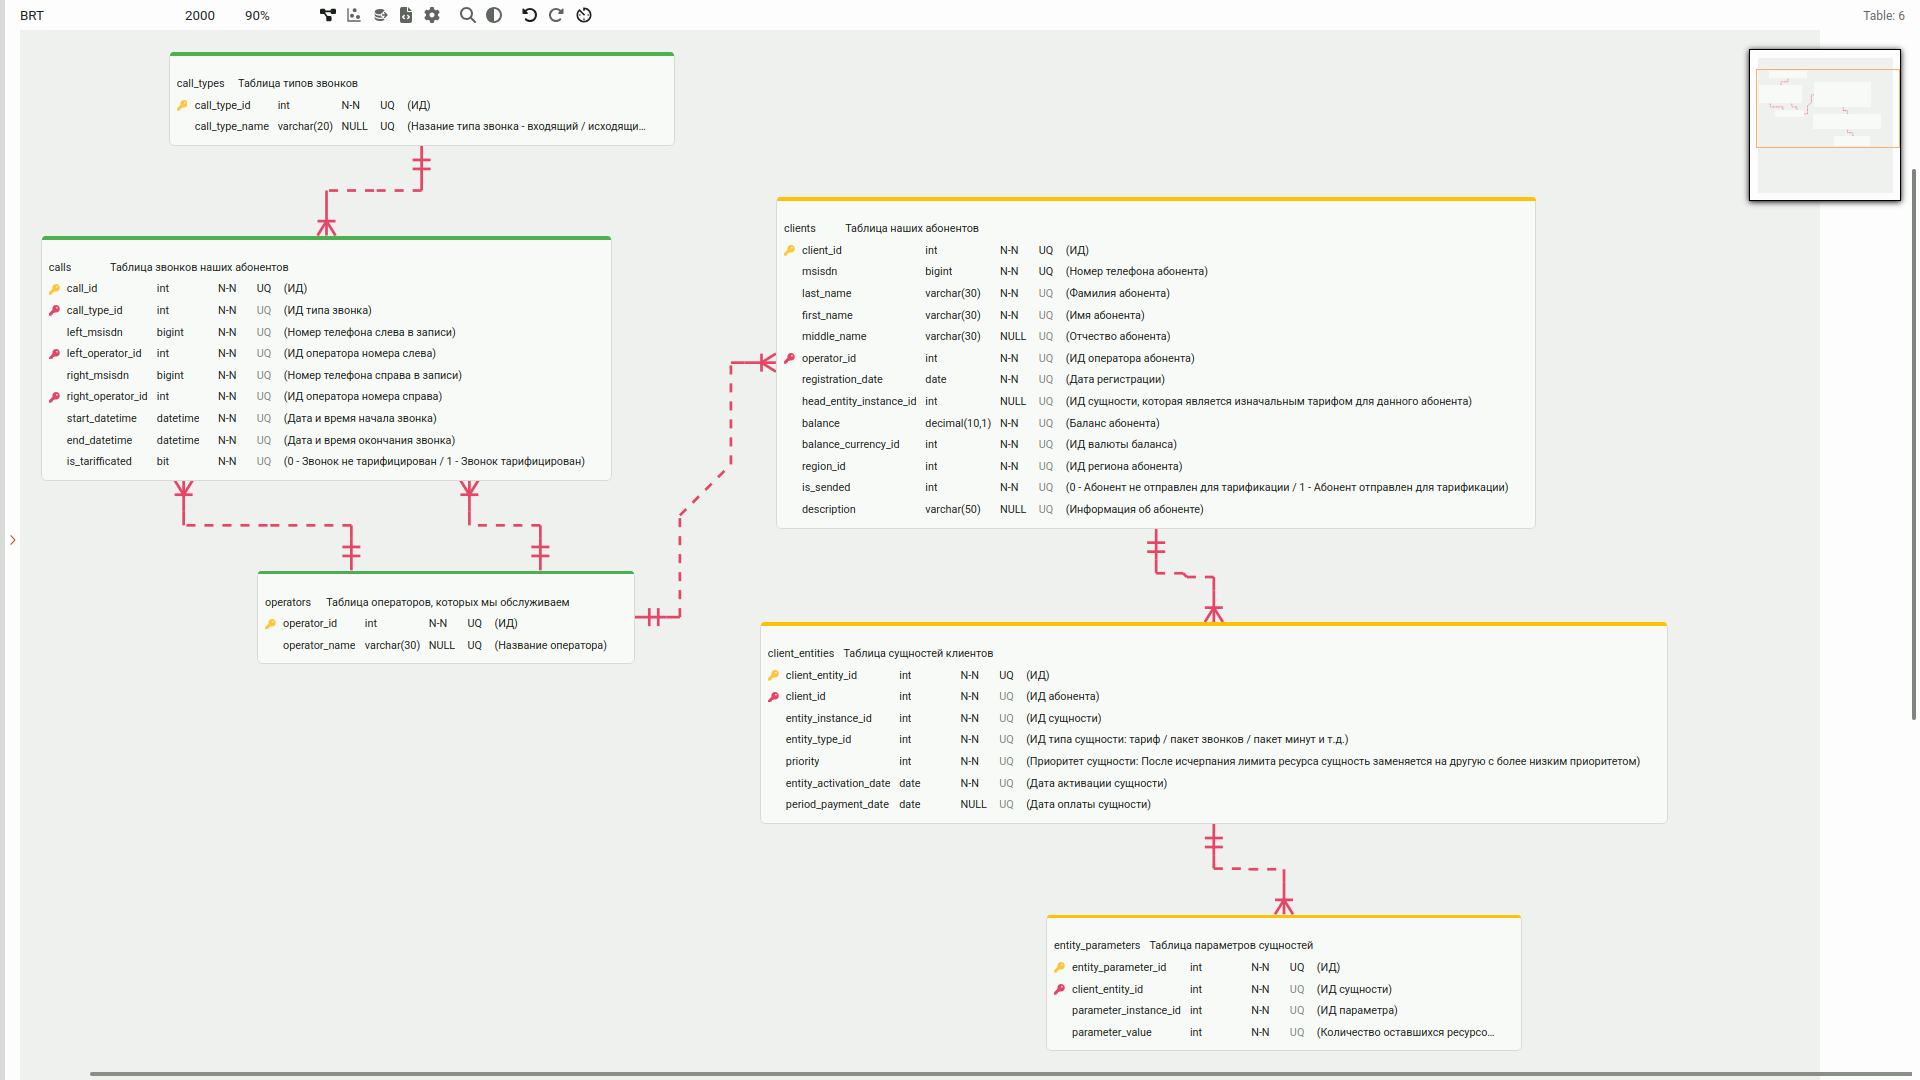 BRT 2000 90% Table: 6
call_types Таблица типов звонков
call_type_id int N-N UQ (ИД)
call_type_name varchar(20) NULL UQ (Назание типа звонка - входящий / исходящи...
calls Таблица звонков наших абонентов
call_id int N-N UQ (ИД)
call_type_id int N-N UQ (ИД типа звонка)
left_msisdn bigint N-N UQ (Номер телефона слева в записи)
left_operator_id int N-N UQ (ИД оператора номера слева)
right_msisdn bigint N-N UQ (Номер телефона справа в записи)
right_operator_id int N-N UQ (ИД оператора номера справа)
start_datetime datetime N-N UQ (Дата и время начала звонка)
end_datetime datetime N-N UQ (Дата и время окончания звонка)
is_tarificated bit N-N UQ (0 - Звонок не тарифицирован / 1 - Звонок тарифицирован)
operators Таблица операторов, которых мы обслуживаем
operator_id int N-N UQ (ИД)
operator_name varchar(30) NULL UQ (Название оператора)
clients Таблица наших абонентов
client_id int N-N UQ (ИД)
msisdn bigint N-N UQ (Номер телефона абонента)
last_name varchar(30) N-N UQ (Фамилия абонента)
first_name varchar(30) N-N UQ (Имя абонента)
middle_name varchar(30) NULL UQ (Отчество абонента)
operator_id int N-N UQ (ИД оператора абонента)
registration_date date N-N UQ (Дата регистрации)
head_entity_instance_id int NULL UQ (ИД сущности, которая является изначальным тарифом для данного абонента)
balance decimal(10,1) N-N UQ (Баланс абонента)
balance_currency_id int N-N UQ (ИД валюты баланса)
region_id int N-N UQ (ИД региона абонента)
is_sended int N-N UQ (0 - Абонент не отправлен для тарификации / 1 - Абонент отправлен для тарификации)
description varchar(50) NULL UQ (Информация об абоненте)
client_entities Таблица сущностей клиентов
client_entity_id int N-N UQ (ИД)
client_id int N-N UQ (ИД абонента)
entity_instance_id int N-N UQ (ИД сущности)
entity_type_id int N-N UQ (ИД типа сущности: тариф / пакет звонков / пакет минут и т.д.)
priority int N-N UQ (Приоритет сущности: После исчерпания лимита ресурса сущность заменяется на другую с более низким приоритетом)
entity_activation_date date N-N UQ (Дата активации сущности)
period_payment_date date NULL UQ (Дата оплаты сущности)
entity_parameters Таблица параметров сущностей
entity_parameter_id int N-N UQ (ИД)
client_entity_id int N-N UQ (ИД сущности)
parameter_instance_id int N-N UQ (ИД параметра)
parameter_value int N-N UQ (Количество оставшихся ресурсо...